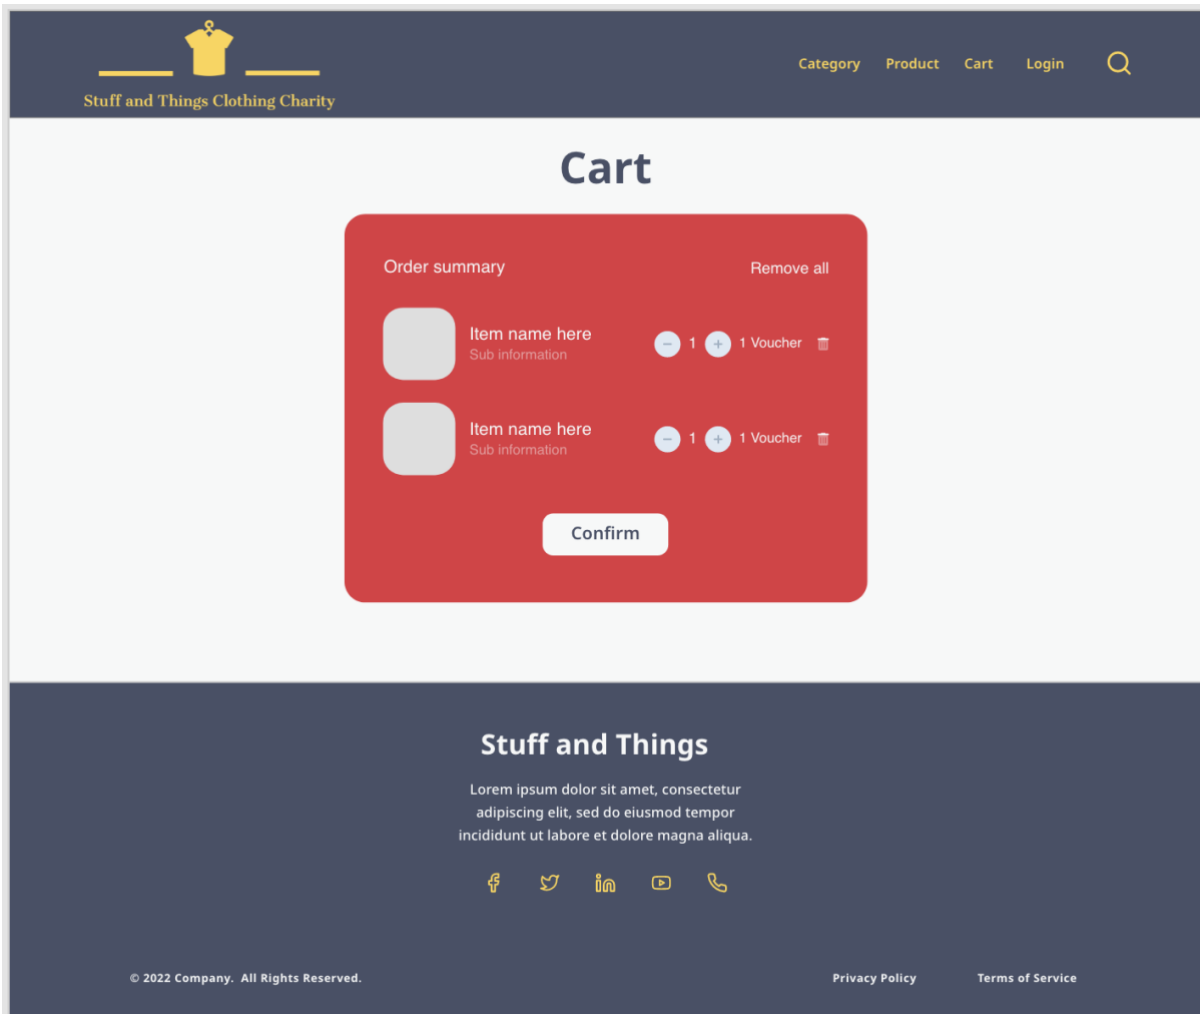 Stuff and Things Clothing Charity
Category Product Cart Login
Cart
Order summary Remove all
Item name here
Sub information
1 1 Voucher
Item name here
Sub information
1 1 Voucher
Confirm
Stuff and Things
Lorem ipsum dolor sit amet, consectetur
adipiscing elit, sed do eiusmod tempor
incididunt ut labore et dolore magna aliqua.
© 2022 Company. All Rights Reserved. Privacy Policy Terms of Service